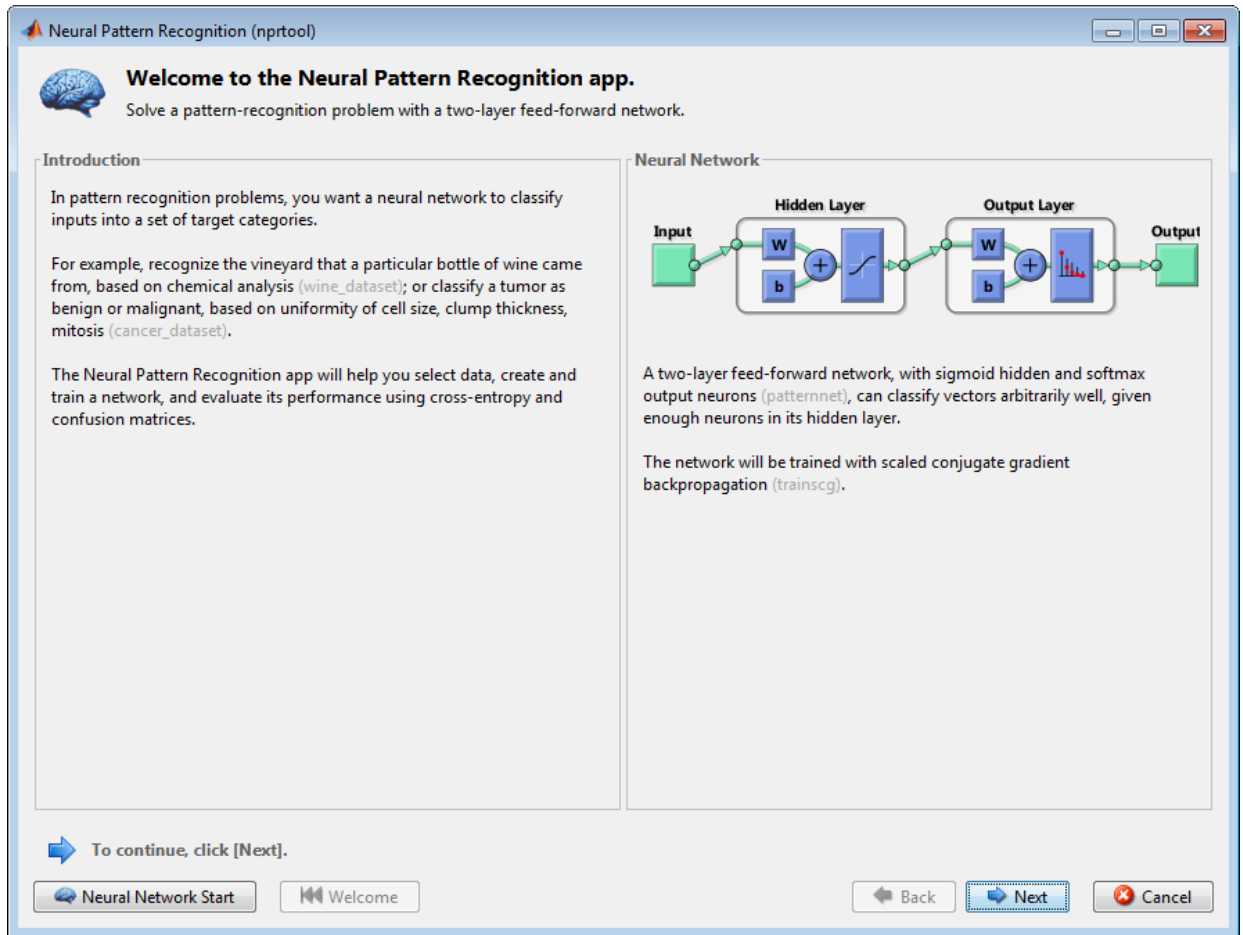 Neural Pattern Recognition (nprtool)
Welcome to the Neural Pattern Recognition app.
Solve a pattern-recognition problem with a two-layer feed-forward network.
Introduction
In pattern recognition problems, you want a neural network to classify
inputs into a set of target categories.
For example, recognize the vineyard that a particular bottle of wine came
from, based on chemical analysis (wine_dataset); or classify a tumor as
benign or malignant, based on uniformity of cell size, clump thickness,
mitosis (cancer_dataset).
The Neural Pattern Recognition app will help you select data, create and
train a network, and evaluate its performance using cross-entropy and
confusion matrices.
Neural Network
Hidden Layer
Output Layer
Input
Output
W
b
+
W
b
+
A two-layer feed-forward network, with sigmoid hidden and softmax
output neurons (patternnet), can classify vectors arbitrarily well, given
enough neurons in its hidden layer.
The network will be trained with scaled conjugate gradient
backpropagation (trainscg).
To continue, click [Next].
Neural Network Start
Welcome
Back
Next
Cancel